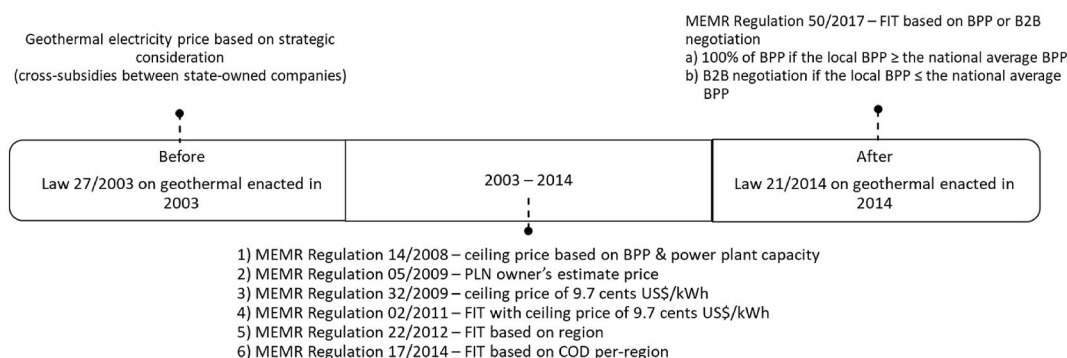 Geothermal electricity price based on strategic
consideration
(cross-subsidies between state-owned companies)
MEMR Regulation 50/2017 – FIT based on BPP or B2B
negotiation
a) 100% of BPP if the local BPP ≥ the national average BPP
b) B2B negotiation if the local BPP ≤ the national average
BPP
Before
Law 27/2003 on geothermal enacted in
2003
2003 – 2014
After
Law 21/2014 on geothermal enacted in
2014
1) MEMR Regulation 14/2008 – ceiling price based on BPP & power plant capacity
2) MEMR Regulation 05/2009 – PLN owner's estimate price
3) MEMR Regulation 32/2009 – ceiling price of 9.7 cents US$/kWh
4) MEMR Regulation 02/2011 – FIT with ceiling price of 9.7 cents US$/kWh
5) MEMR Regulation 22/2012 – FIT based on region
6) MEMR Regulation 17/2014 – FIT based on COD per-region